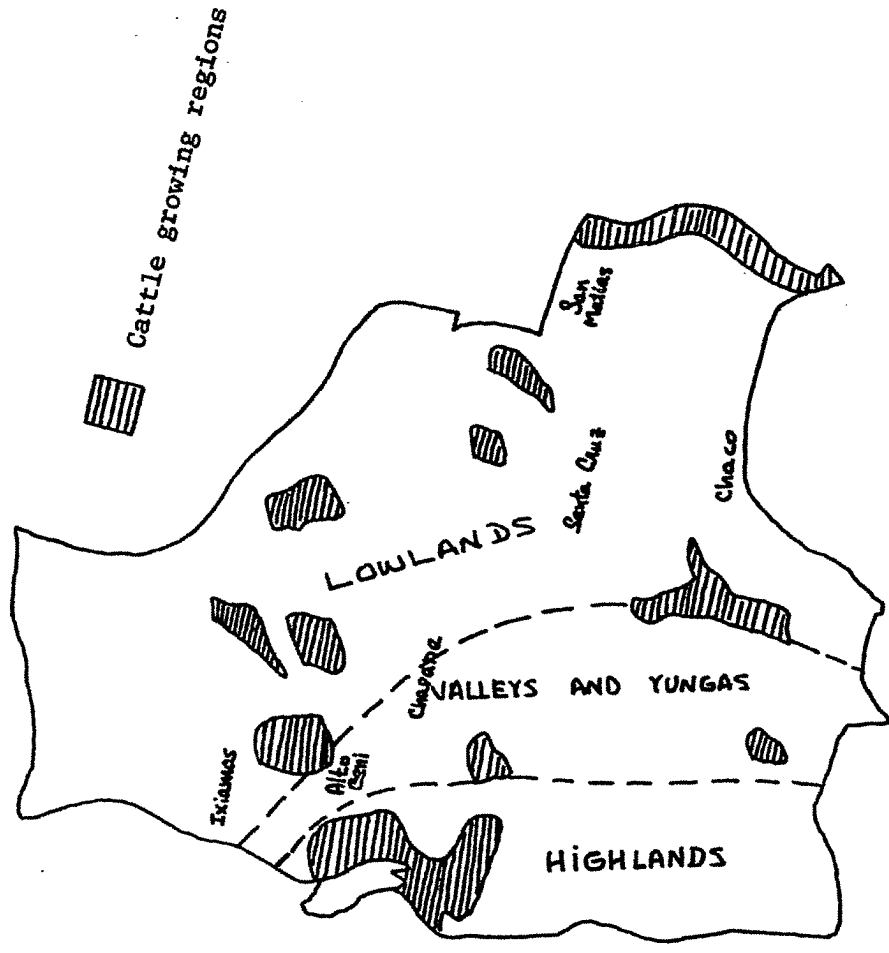 Cattle growing regions
San
Matias
Santa Cruz
Chaco
LOWLANDS
Chapare
VALLEYS AND YUNGAS
Ixiamas
Alto
Beni
HIGHLANDS